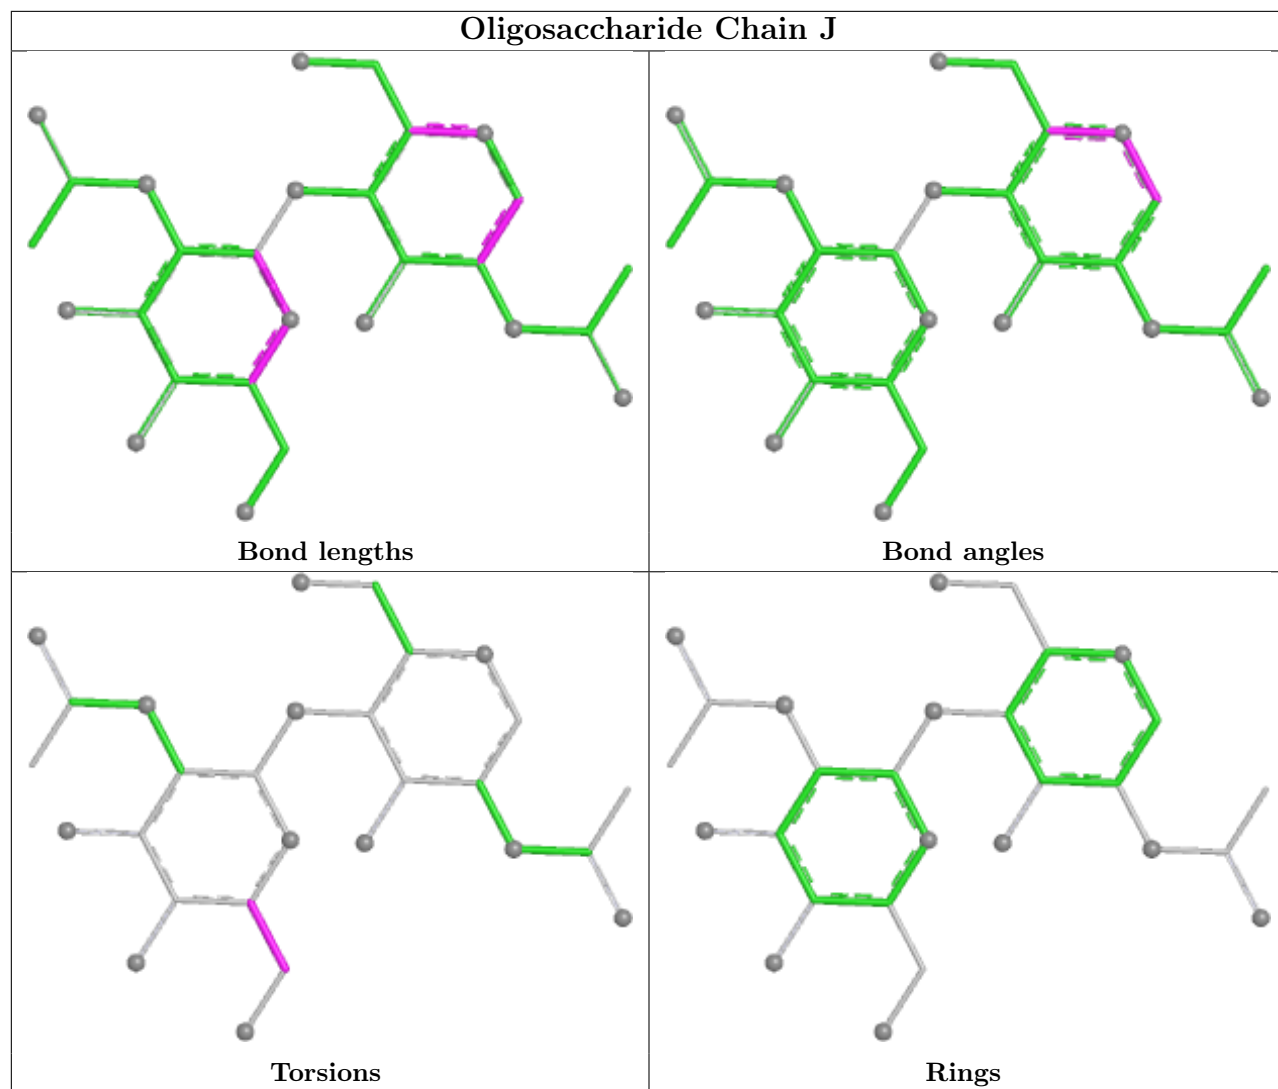 Oligosaccharide Chain J
Bond lengths
Bond angles
Torsions
Rings